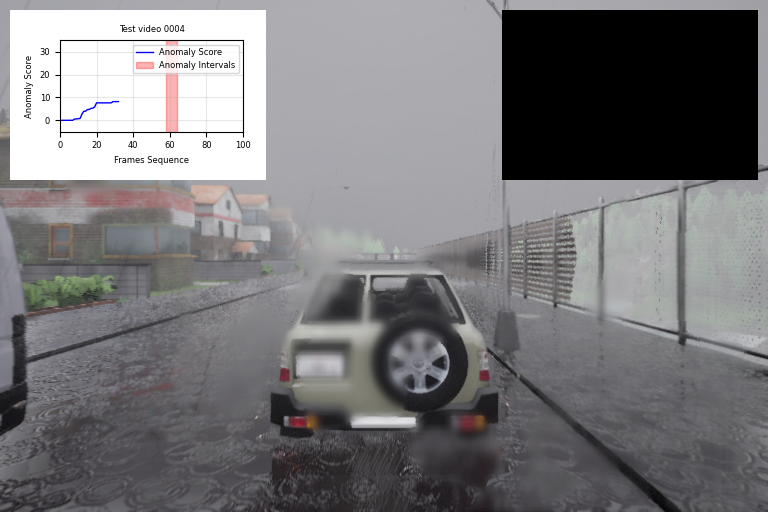 Test video 0004
Anomaly Score
Anomaly Score
Anomaly Intervals
30
20
10
0
0 20 40 60 80 100
Frames Sequence